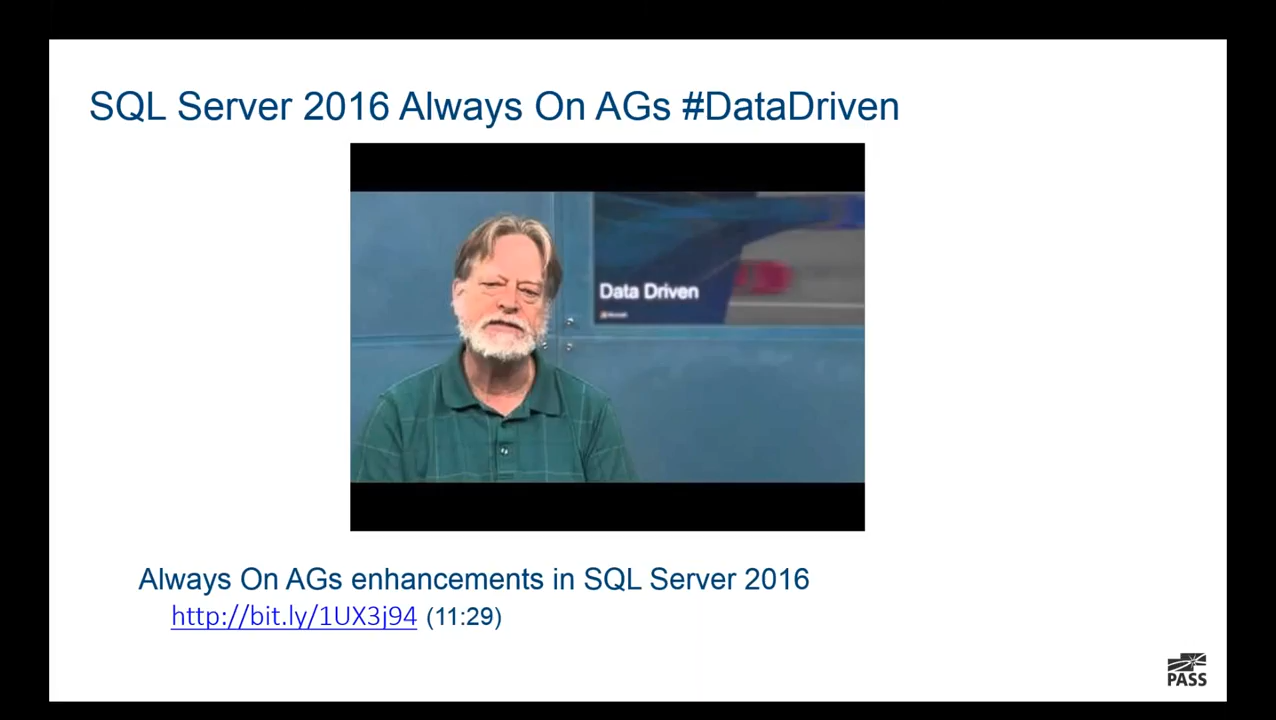 SQL Server 2016 Always On AGs #DataDriven
Data Driven
Always On AGs enhancements in SQL Server 2016
http://bit.ly/1UX3j94 (11:29)
PASS